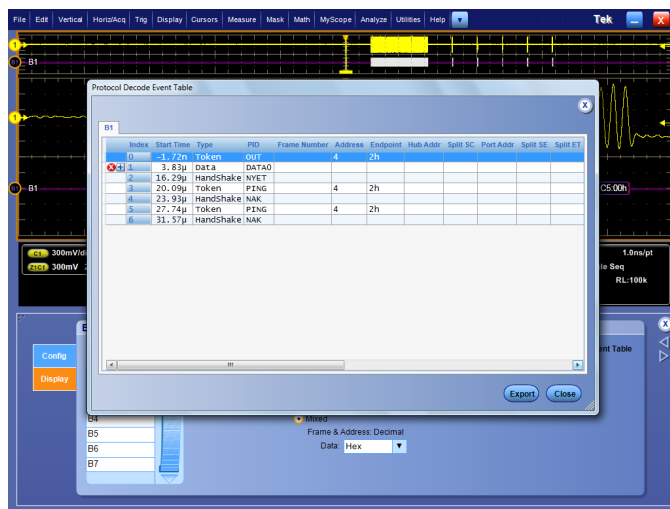 File Edit Vertical Horiz/Acq Trig Display Cursors Measure Mask Math MyScope Analyze Utilities Help Tek X
1
B1 B1
Protocol Decode Event Table
X
B1
Index Start Time Type PID Frame Number Address Endpoint Hub Addr Split SC Port Addr Split SE Split ET
0 -1.72n Token OUT 4 2h
1 3.83µ Data DATA0
2 16.29µ HandShake NYET
3 20.09µ Token PING 4 2h
4 23.93µ HandShake NAK
5 27.74µ Token PING 4 2h
6 31.57µ HandShake NAK
1
B1 B1 C5:00h
C1 300mV/di 1.0ns/pt
Z1C1 300mV le Seq
RL:100k
X
ent Table
Config
Display
Export Close
B4 Mixed
B5 Frame & Address: Decimal
B6 Data: Hex
B7